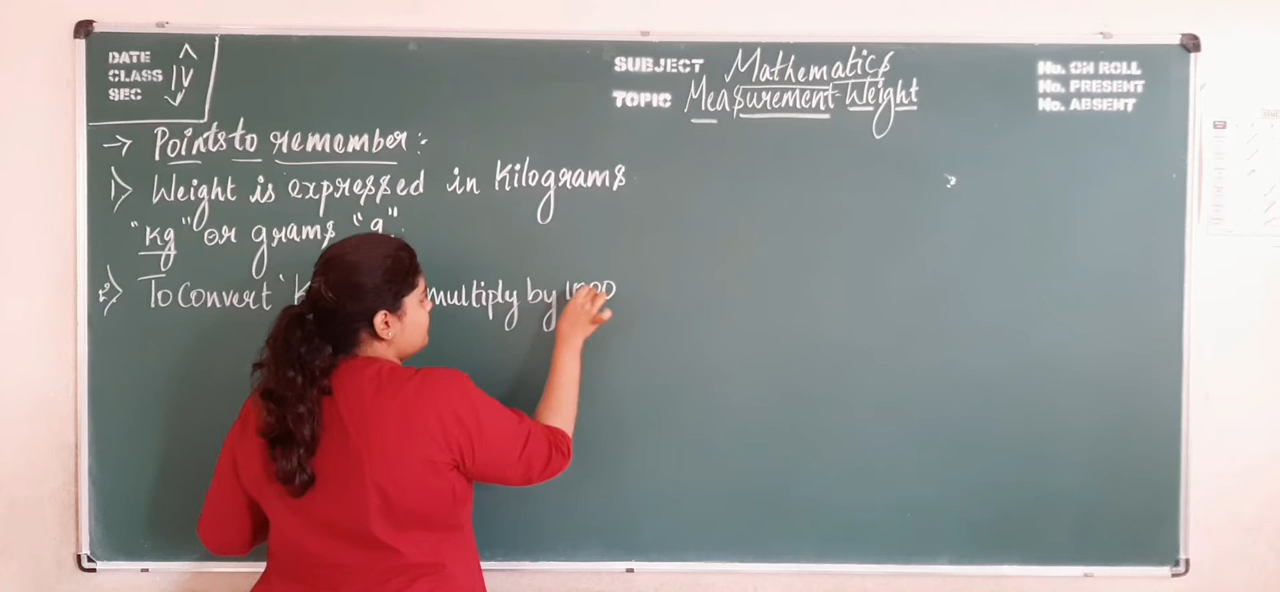 DATE
CLASS IV
SEC
SUBJECT Mathematics
TOPIC Measurement-Weight
No. ON ROLL
No. PRESENT
No. ABSENT
→ Points to remember:-
1) Weight is expressed in Kilograms
"Kg" or grams "g".
2) To convert multiply by 1000